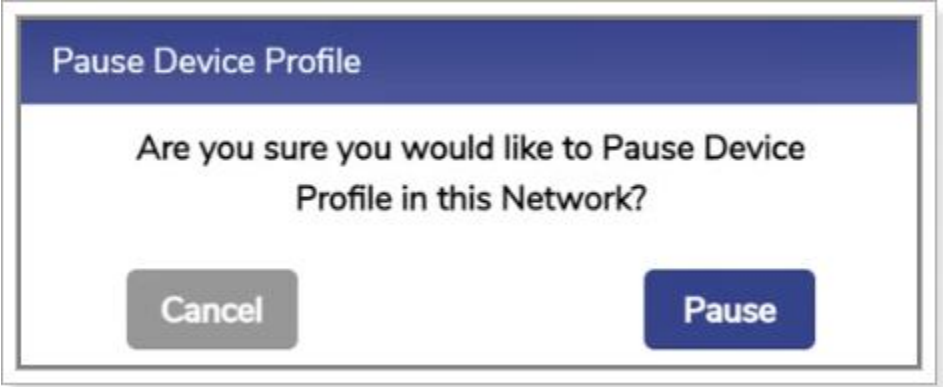 Pause Device Profile
Are you sure you would like to Pause Device
Profile in this Network?
Cancel
Pause